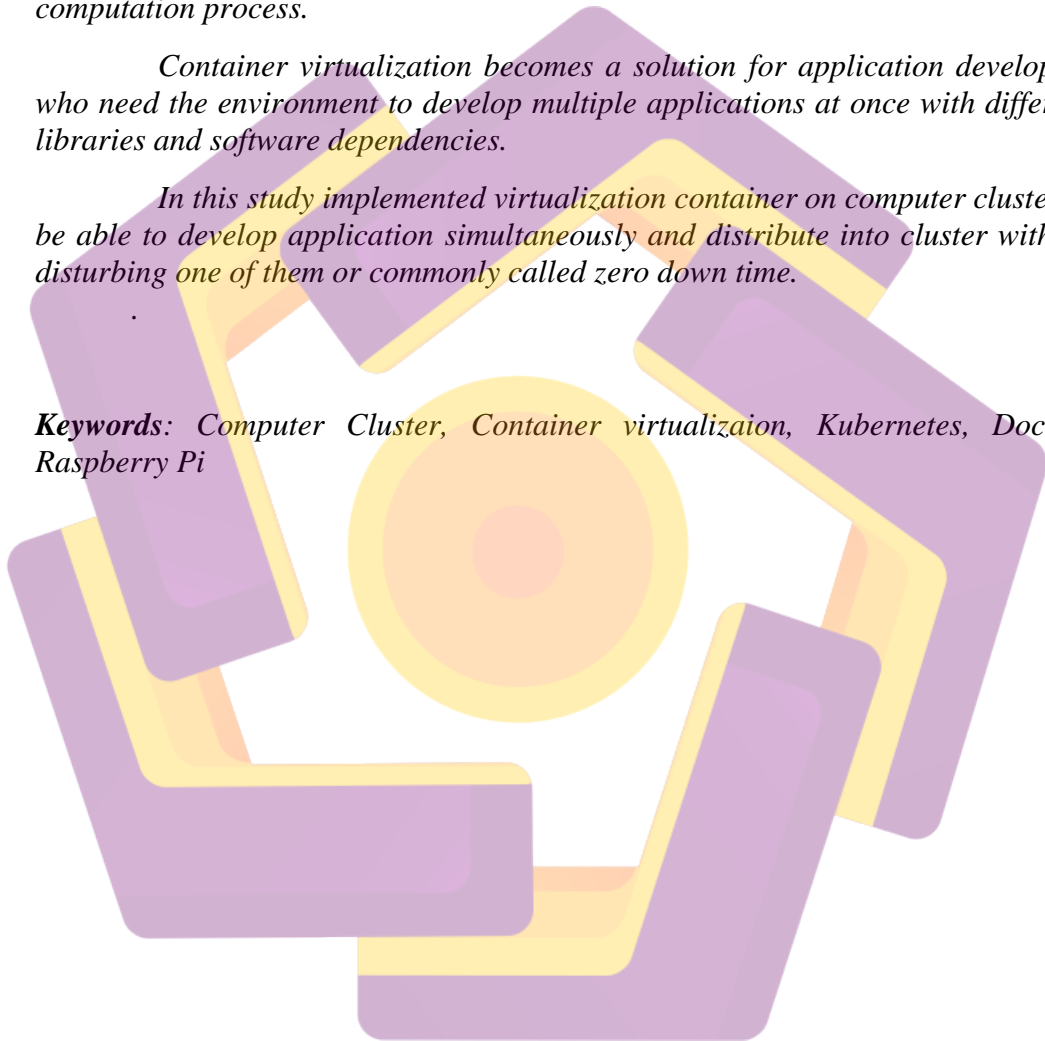 computation process.
Container virtualization becomes a solution for application develop
who need the environment to develop multiple applications at once with differ
libraries and software dependencies.
In this study implemented virtualization container on computer cluste
be able to develop application simultaneously and distribute into cluster with
disturbing one of them or commonly called zero down time.
.
Keywords: Computer Cluster, Container virtualizaion, Kubernetes, Doc
Raspberry Pi